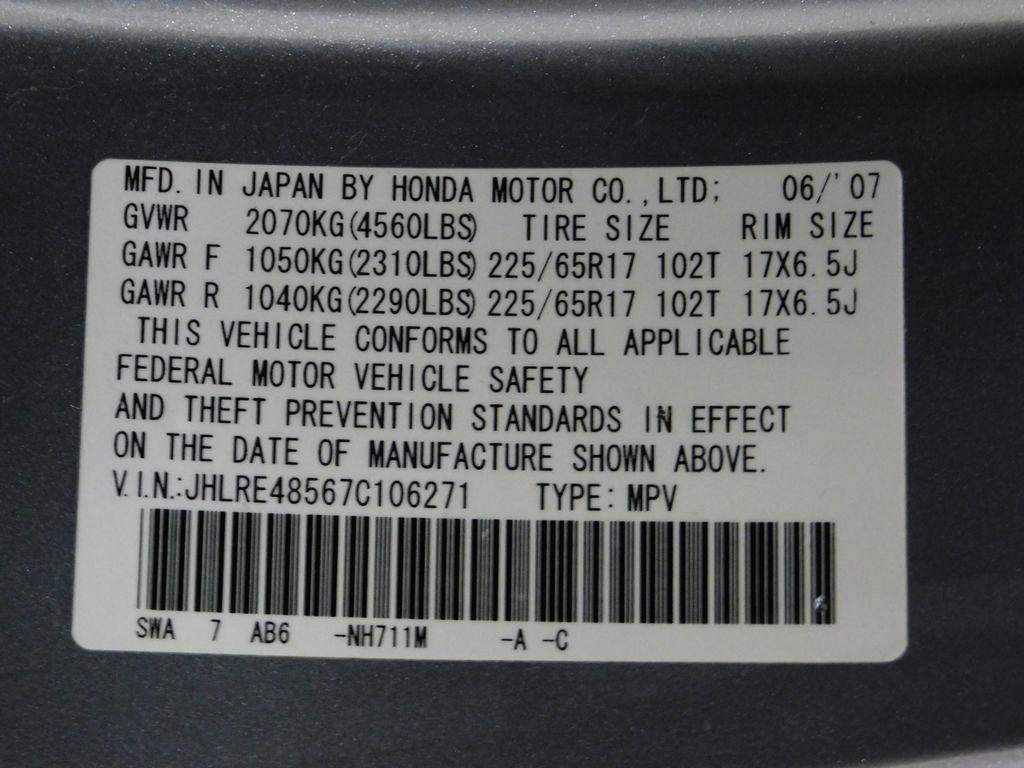 MFD. IN JAPAN BY HONDA MOTOR CO.,LTD; 06/'07
GVWR 2070KG(4560LBS) TIRE SIZE RIM SIZE
GAWR F 1050KG(2310LBS) 225/65R17 102T 17X6.5J
GAWR R 1040KG(2290LBS) 225/65R17 102T 17X6.5J
THIS VEHICLE CONFORMS TO ALL APPLICABLE
FEDERAL MOTOR VEHICLE SAFETY
AND THEFT PREVENTION STANDARDS IN EFFECT
ON THE DATE OF MANUFACTURE SHOWN ABOVE.
V.I.N.:JHLRE48567C106271 TYPE: MPV
SWA 7 AB6 -NH711M -A -C